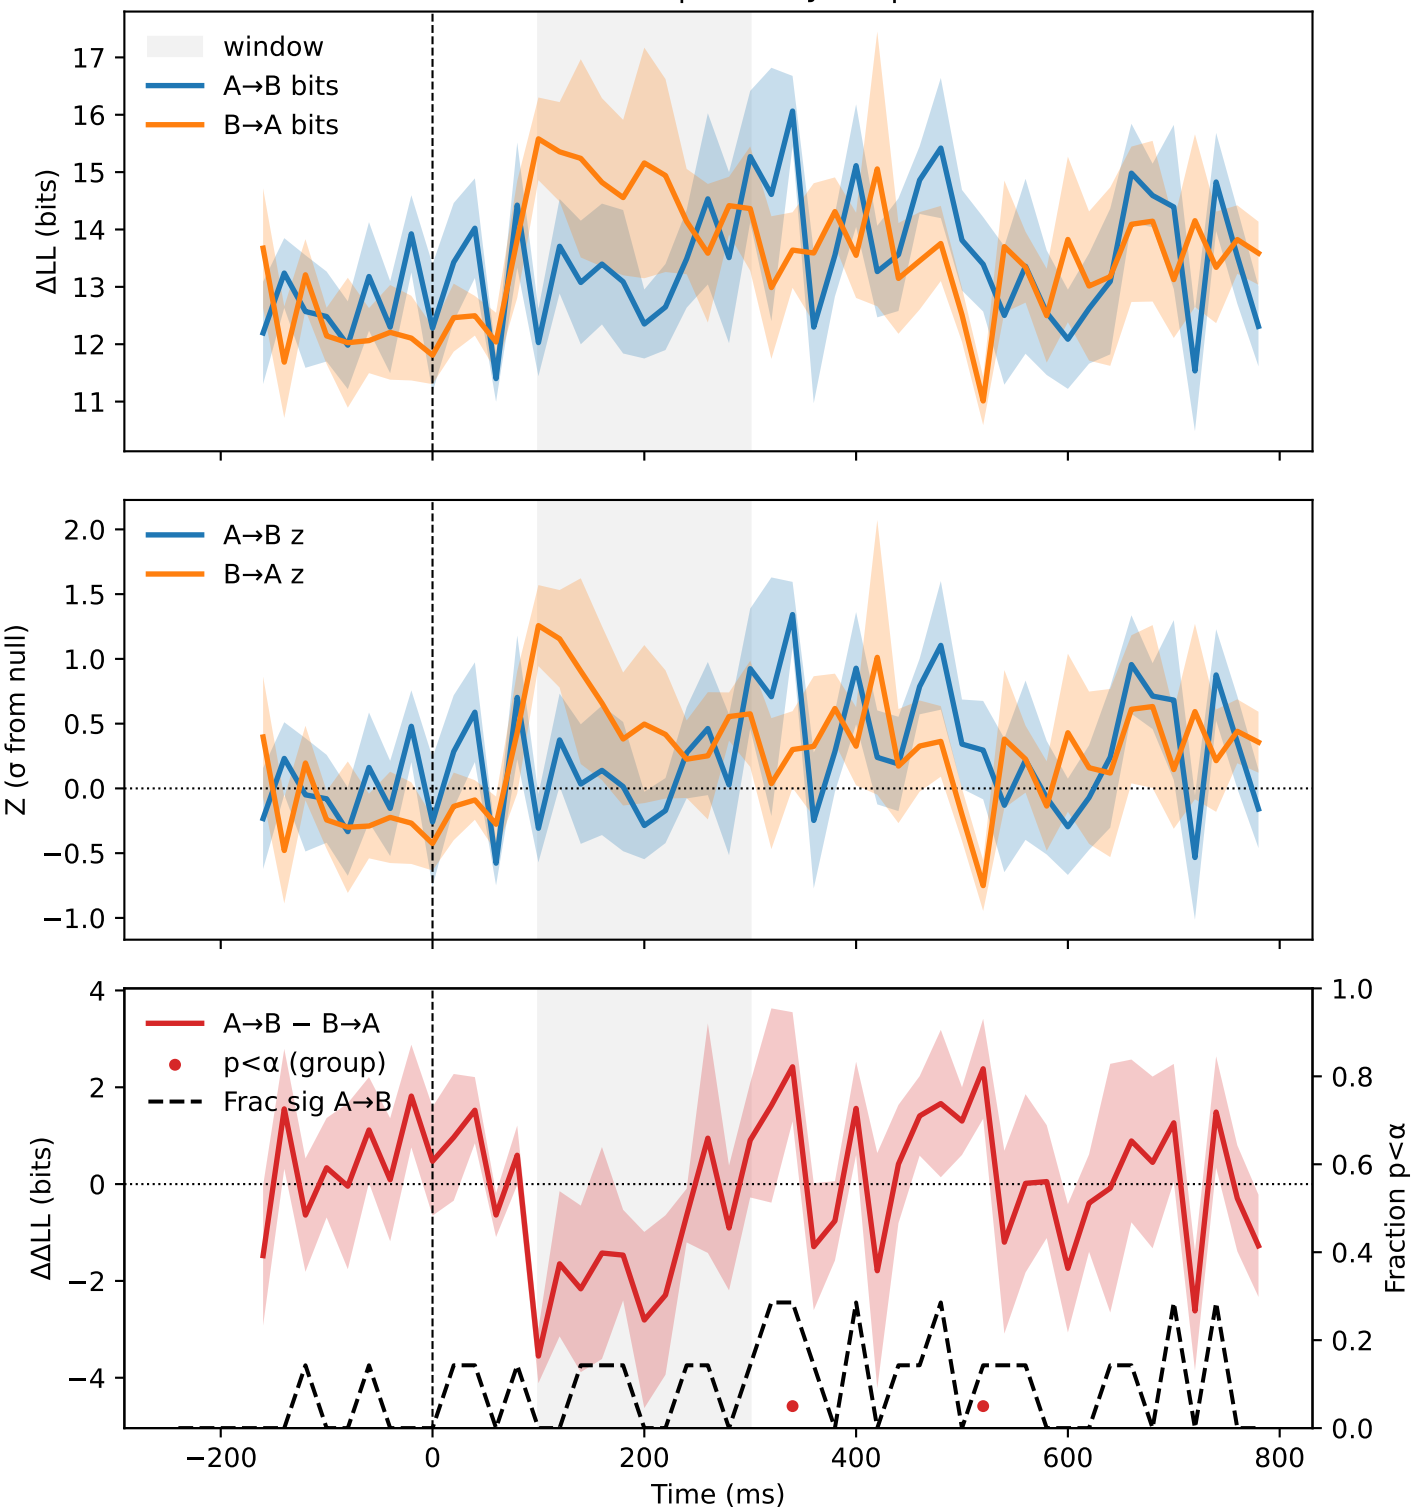 17
16
15
14
13
12
11
ΔLL (bits)
window
A→B bits
B→A bits
2.0
1.5
1.0
0.5
0.0
−0.5
−1.0
Z (σ from null)
A→B z
B→A z
4
2
0
−2
−4
ΔΔLL (bits)
A→B − B→A
p<α (group)
Frac sig A→B
1.0
0.8
0.6
0.4
0.2
0.0
Fraction p<α
−200 0 200 400 600 800
Time (ms)